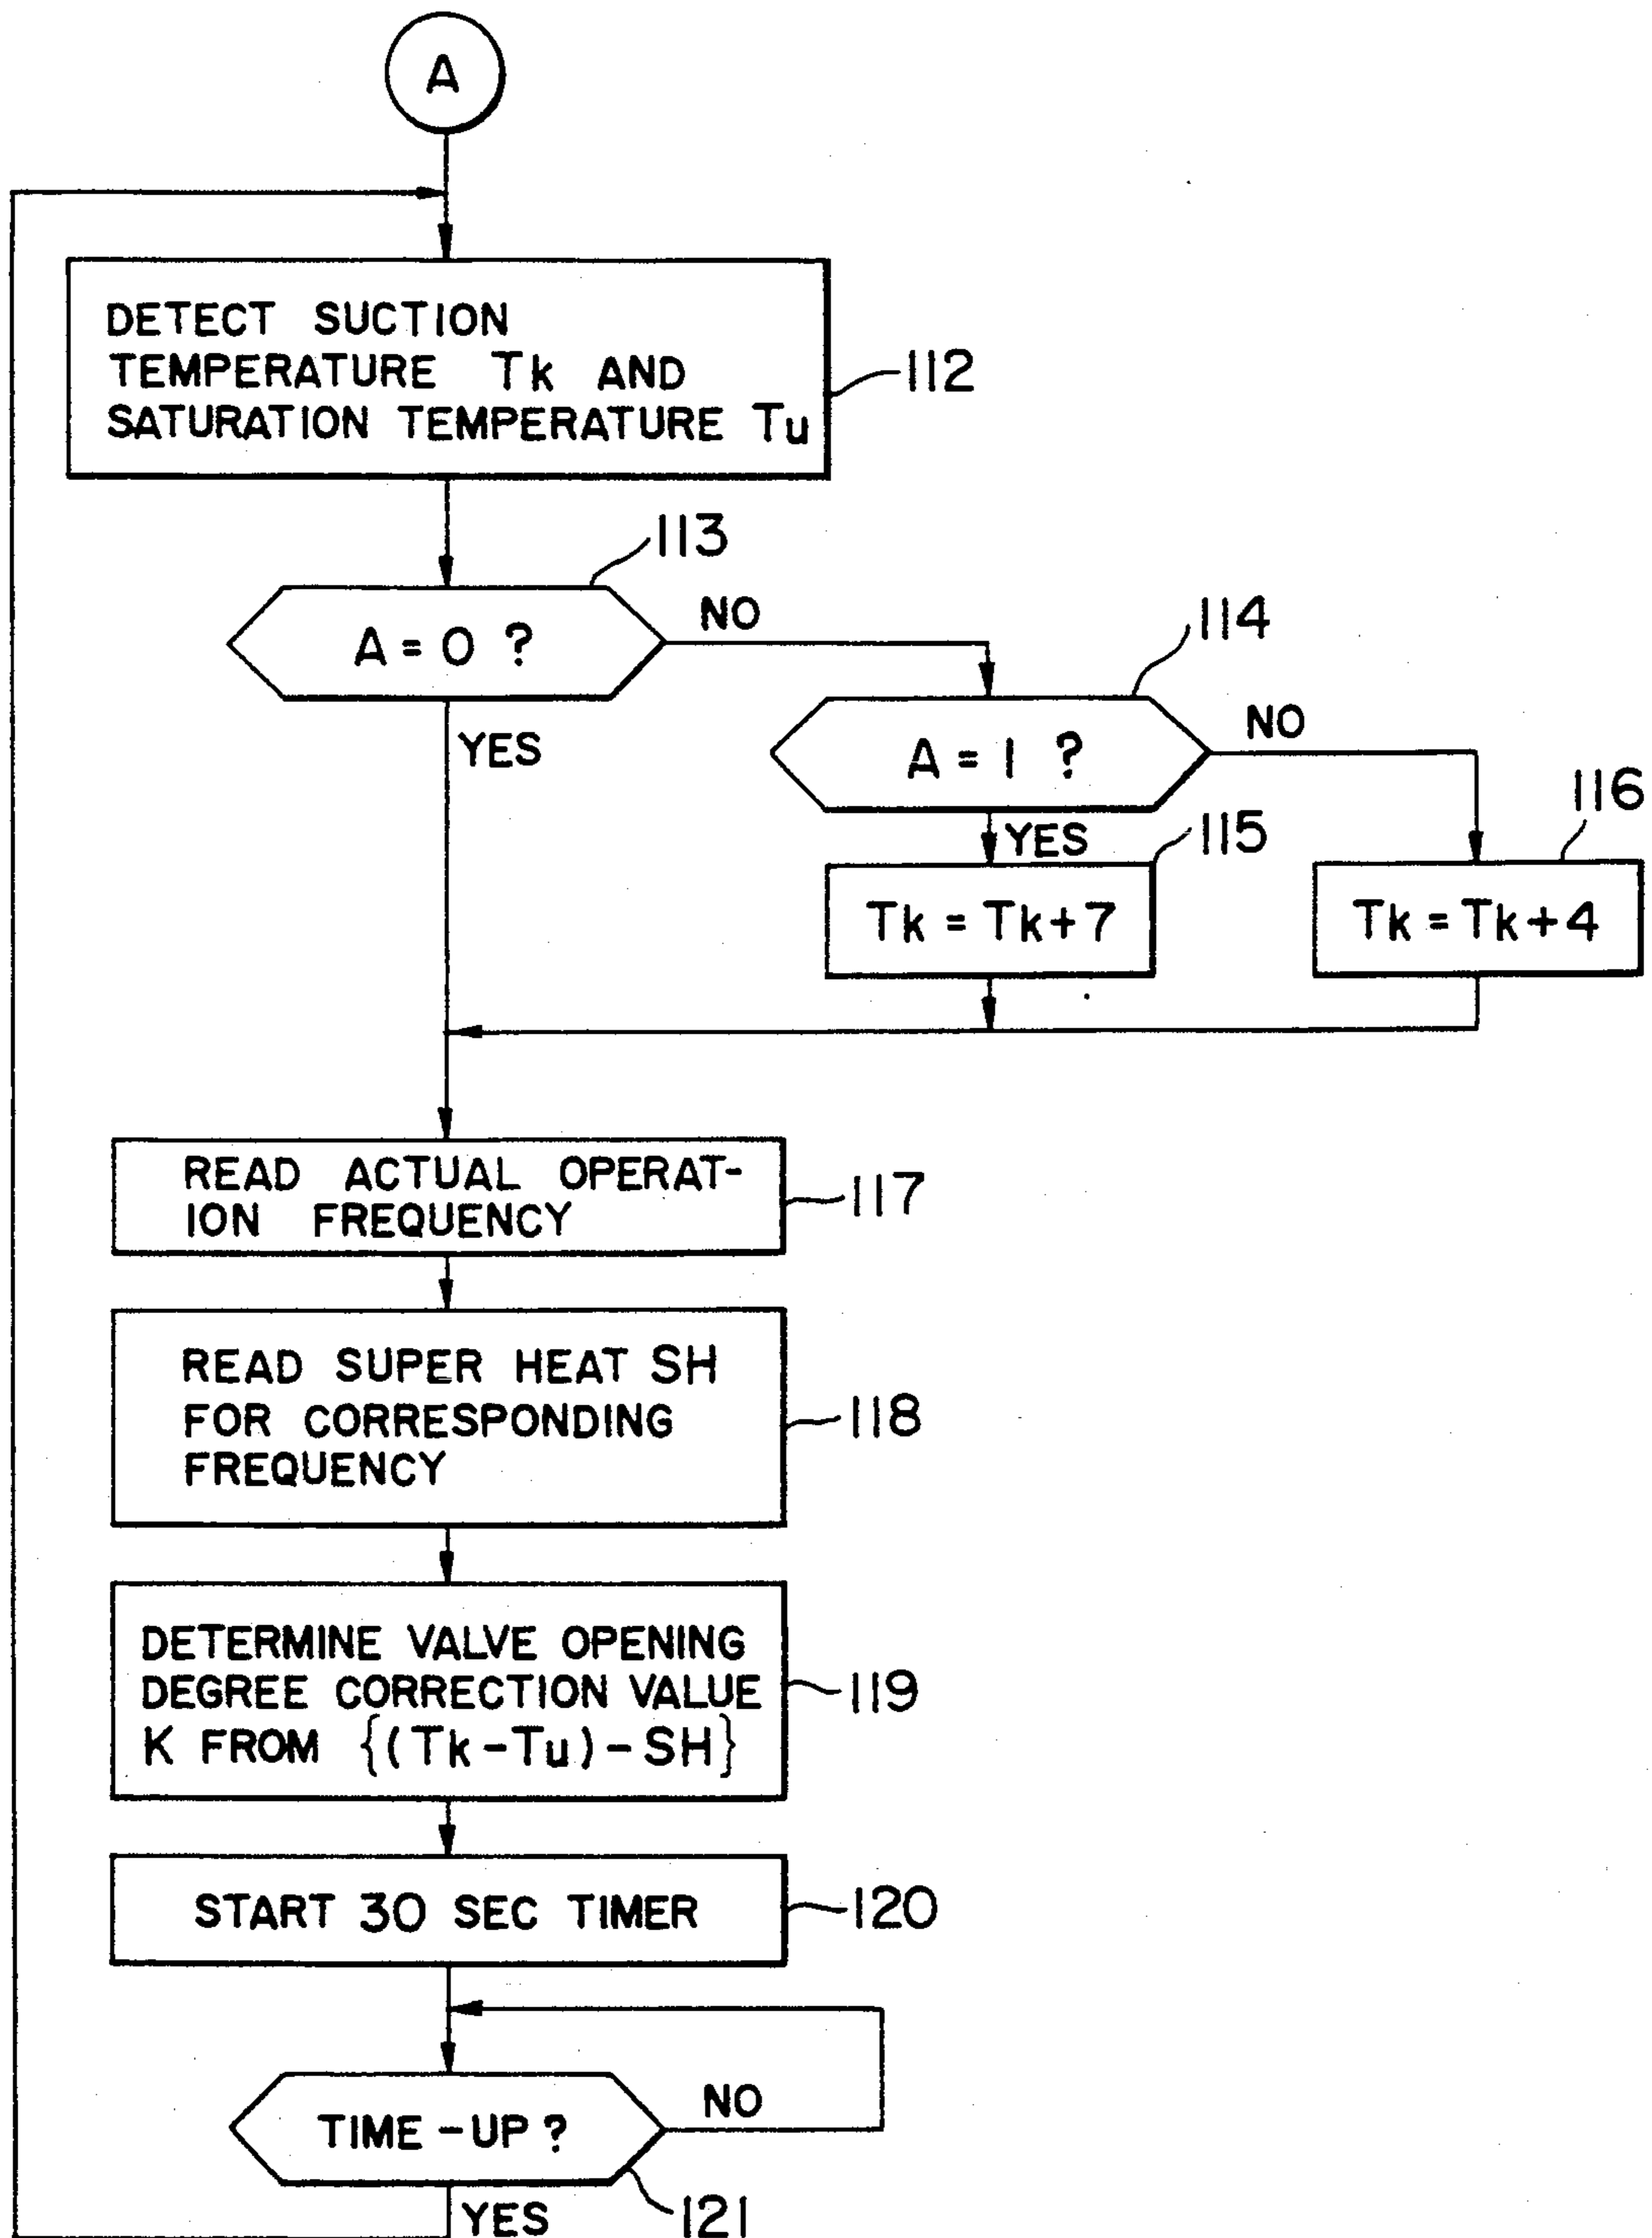 A
DETECT SUCTION
TEMPERATURE Tk AND
SATURATION TEMPERATURE Tu
112
113
A = 0 ?
NO
YES
114
A = 1 ?
NO
YES
115
116
Tk = Tk+7
Tk = Tk+4
READ ACTUAL OPERAT-
ION FREQUENCY
117
READ SUPER HEAT SH
FOR CORRESPONDING
FREQUENCY
118
DETERMINE VALVE OPENING
DEGREE CORRECTION VALUE
K FROM {(Tk-Tu)-SH}
119
START 30 SEC TIMER
120
TIME-UP?
NO
YES
121